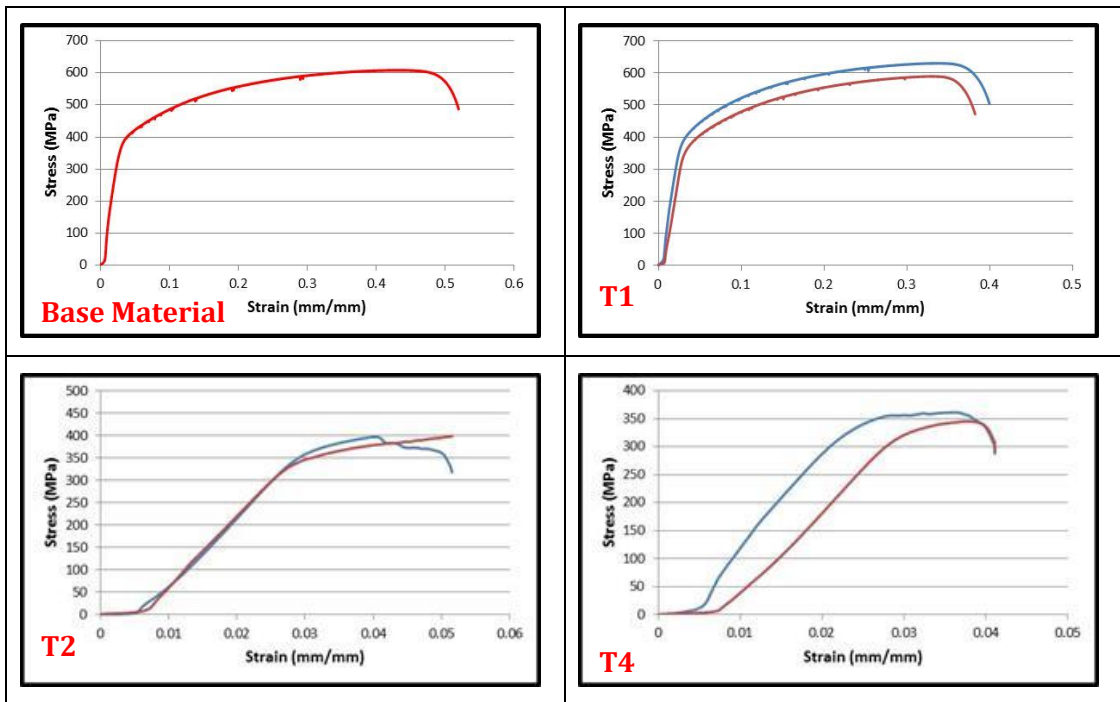 700
600
500
400
300
200
100
0
Stress (MPa)
0 0.1 0.2 0.3 0.4 0.5 0.6
Strain (mm/mm)
Base Material
700
600
500
400
300
200
100
0
Stress (MPa)
0 0.1 0.2 0.3 0.4 0.5
Strain (mm/mm)
T1
500
450
400
350
300
250
200
150
100
50
0
Stress (MPa)
0 0.01 0.02 0.03 0.04 0.05 0.06
Strain (mm/mm)
T2
400
350
300
250
200
150
100
50
0
Stress (MPa)
0 0.01 0.02 0.03 0.04 0.05
Strain (mm/mm)
T4